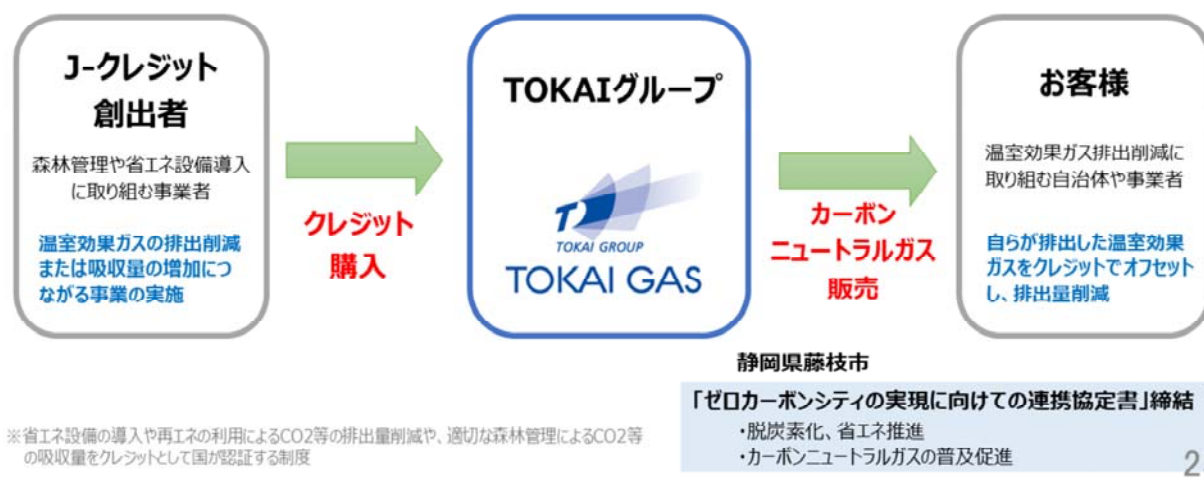 J-クレジット
創出者
森林管理や省エネ設備導入
に取り組む事業者
温室効果ガスの排出削減
または吸収量の増加につ
ながる事業の実施
クレジット
購入
TOKAIグループ
TOKAI GROUP
TOKAI GAS
カーボン
ニュートラルガス
販売
お客様
温室効果ガス排出削減に
取り組む自治体や事業者
自らが排出した温室効果
ガスをクレジットでオフセット
し、排出量削減
静岡県藤枝市
「ゼロカーボンシティの実現に向けての連携協定書」締結
・脱炭素化、省エネ推進
・カーボンニュートラルガスの普及促進
※省エネ設備の導入や再エネの利用によるCO2等の排出量削減や、適切な森林管理によるCO2等
の吸収量をクレジットとして国が認証する制度
2